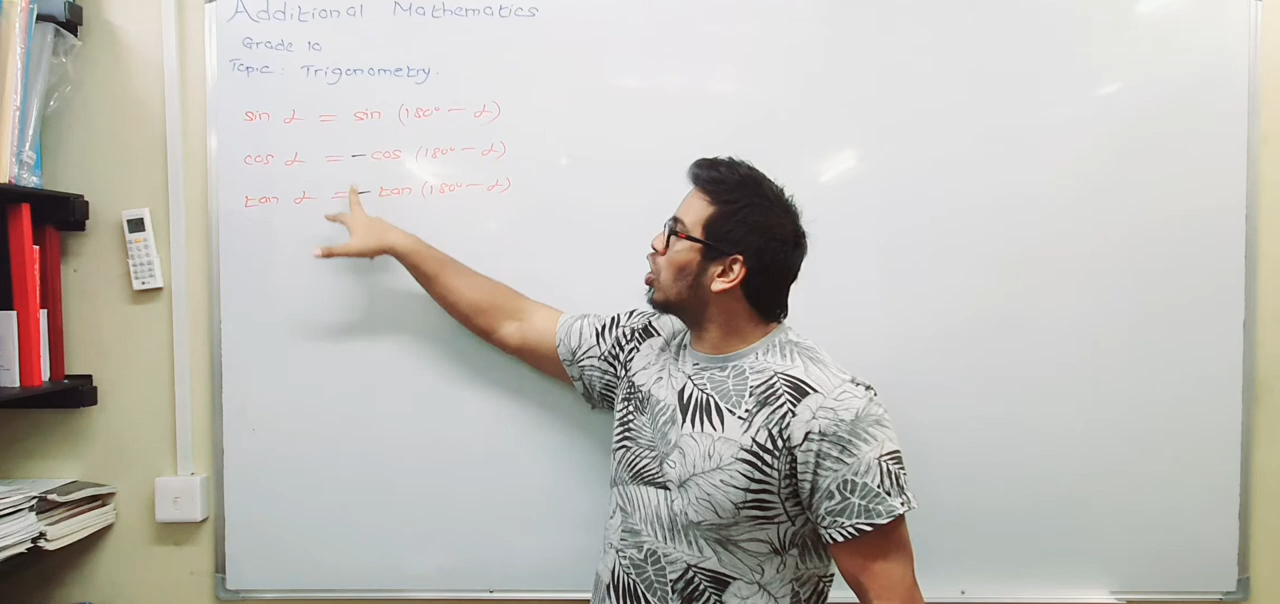 Additional Mathematics
Grade 10
Topic: Trigonometry.
sin α = sin (180° - α)
cos α = - cos (180° - α)
tan α = - tan (180° - α)